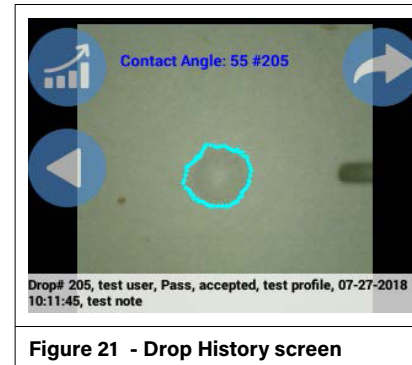 Contact Angle: 55 #205
Drop# 205, test user, Pass, accepted, test profile, 07-27-2018
10:11:45, test note
Figure 21 - Drop History screen